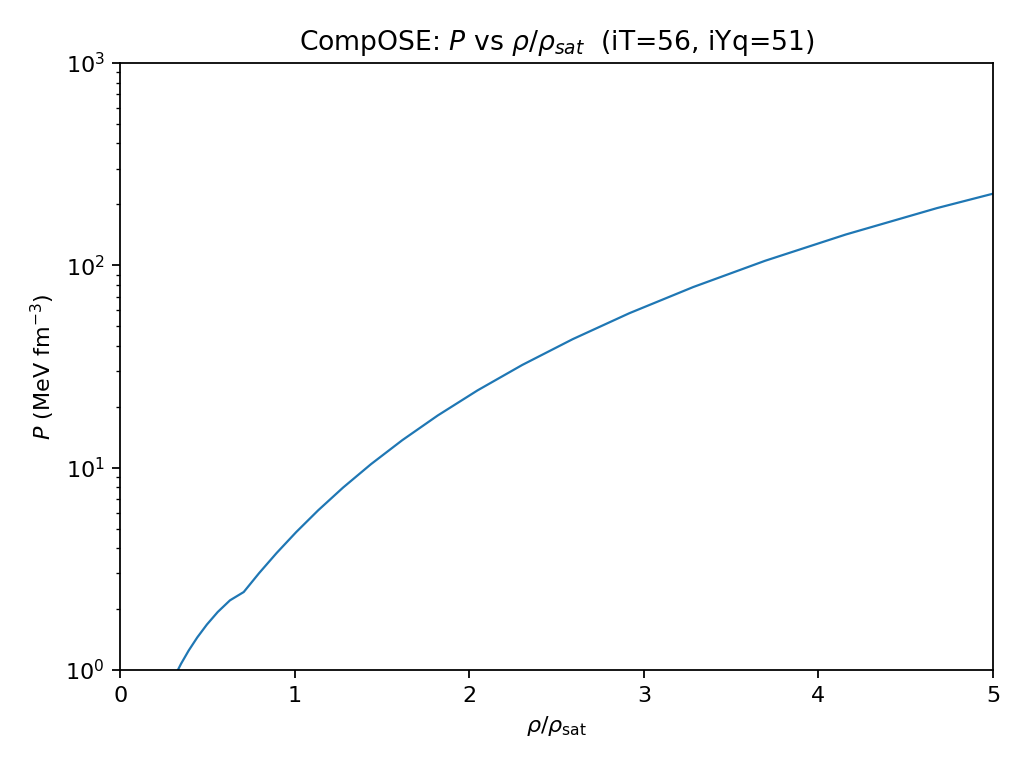 CompOSE: P vs ρ/ρsat (iT=56, iYq=51)
10³
10²
10¹
10⁰
P (MeV fm⁻³)
0 1 2 3 4 5
ρ/ρsat